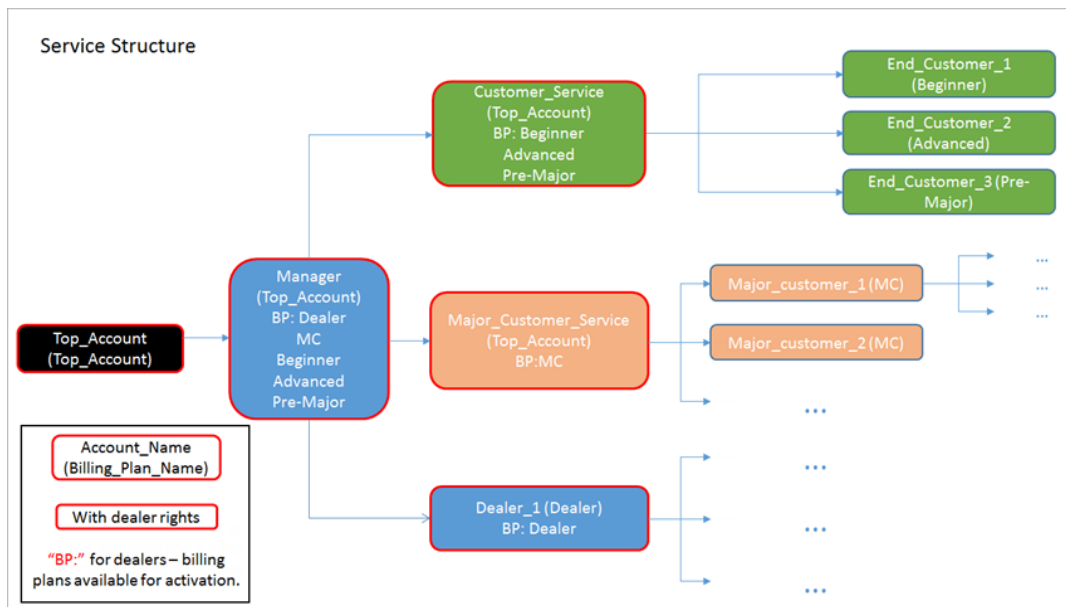 Service Structure
Top_Account
(Top_Account)
Manager
(Top_Account)
BP: Dealer
MC
Beginner
Advanced
Pre-Major
Customer_Service
(Top_Account)
BP: Beginner
Advanced
Pre-Major
End_Customer_1
(Beginner)
End_Customer_2
(Advanced)
End_Customer_3 (Pre-
Major)
Major_Customer_Service
(Top_Account)
BP:MC
Major_customer_1 (MC)
...
...
...
Major_customer_2 (MC)
...
Dealer_1 (Dealer)
BP: Dealer
...
...
...
Account_Name
(Billing_Plan_Name)
With dealer rights
“BP:” for dealers – billing
plans available for activation.